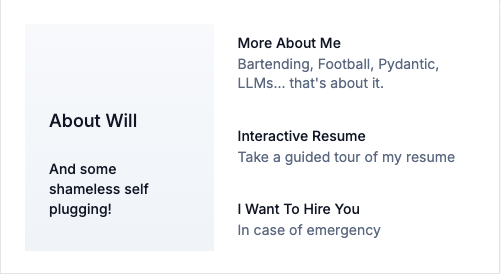 About Will
And some
shameless self
plugging!
More About Me
Bartending, Football, Pydantic,
LLMs... that's about it.
Interactive Resume
Take a guided tour of my resume
I Want To Hire You
In case of emergency